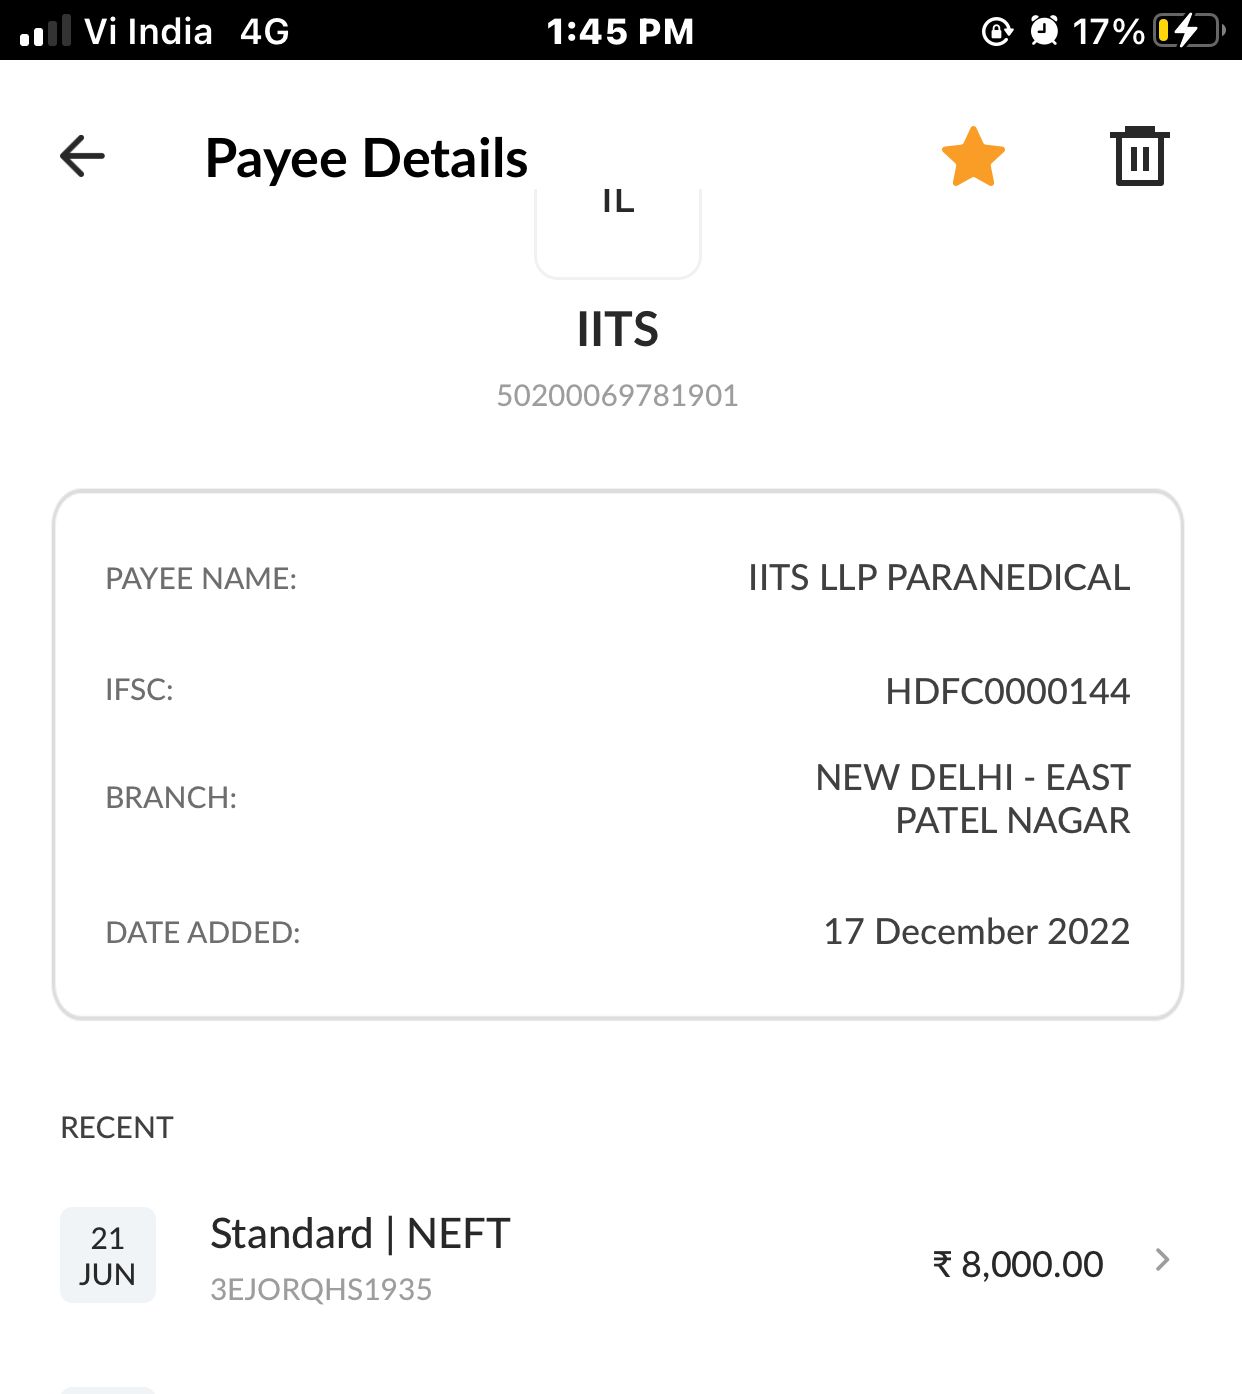 Vi India 4G 1:45 PM 17%
Payee Details
IL
IITS
50200069781901
PAYEE NAME: IITS LLP PARANEDICAL
IFSC: HDFC0000144
BRANCH: NEW DELHI - EAST
PATEL NAGAR
DATE ADDED: 17 December 2022
RECENT
21
JUN
Standard | NEFT
3EJORQHS1935
₹ 8,000.00